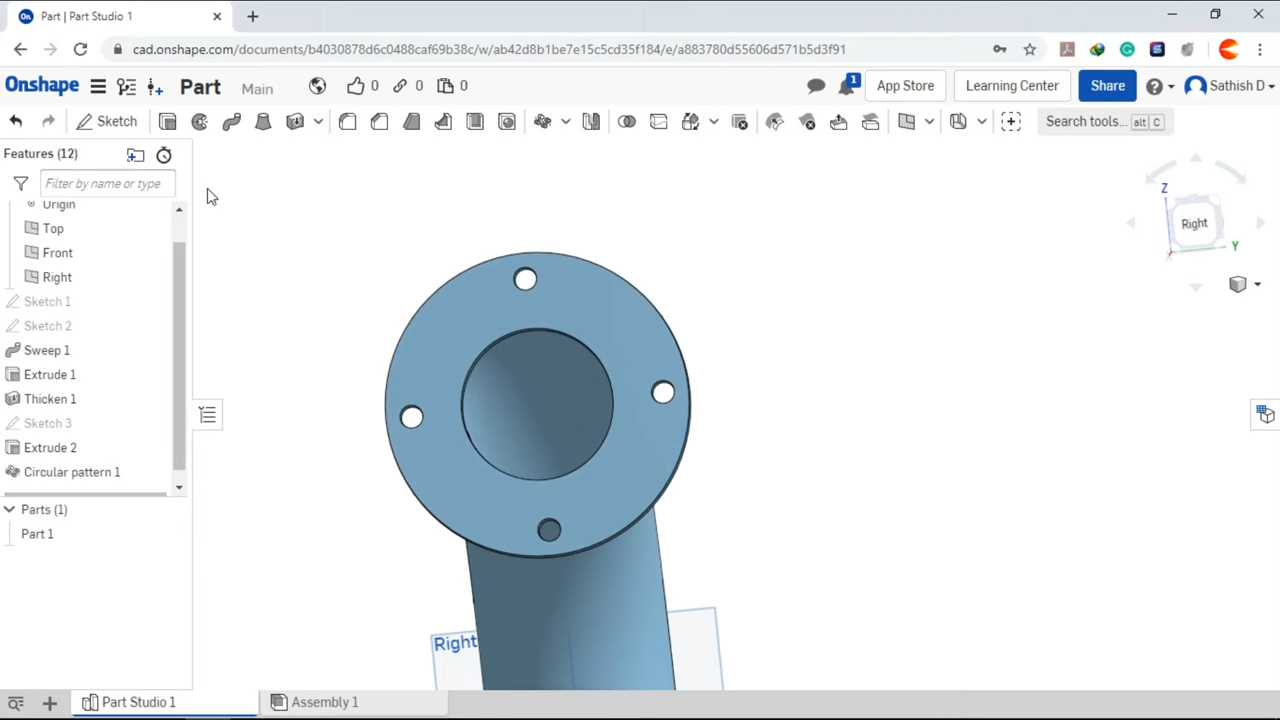 Part | Part Studio 1
cad.onshape.com/documents/b4030878d6c0488caf69b38c/w/ab42d8b1be7e15c5cd35f184/e/a883780d55606d571b5d3f91
Onshape Part Main 0 0 0 1 App Store Learning Center Share Sathish D
Sketch Search tools... alt C
Features (12)
Filter by name or type
Origin
Top
Front
Right
Sketch 1
Sketch 2
Sweep 1
Extrude 1
Thicken 1
Sketch 3
Extrude 2
Circular pattern 1
Parts (1)
Part 1
Z
Right
Y
X
Right
Part Studio 1 Assembly 1